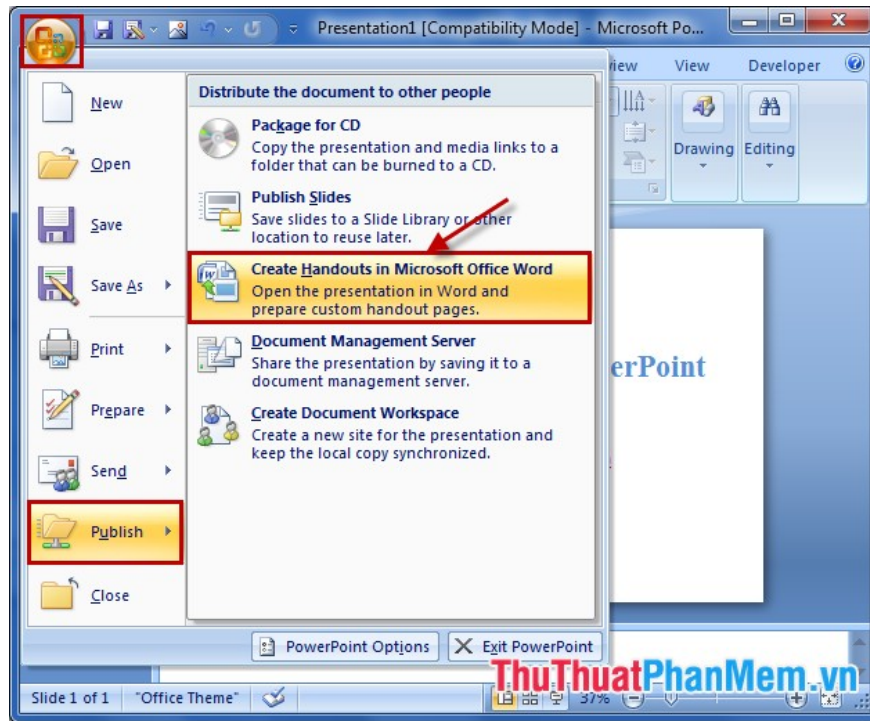 Presentation1 [Compatibility Mode] - Microsoft Po...
View Developer
New
Open
Save
Save As
Print
Prepare
Send
Publish
Close
Distribute the document to other people
Package for CD
Copy the presentation and media links to a
folder that can be burned to a CD.
Publish Slides
Save slides to a Slide Library or other
location to reuse later.
Create Handouts in Microsoft Office Word
Open the presentation in Word and
prepare custom handout pages.
Document Management Server
Share the presentation by saving it to a
document management server.
Create Document Workspace
Create a new site for the presentation and
keep the local copy synchronized.
Drawing Editing
erPoint
PowerPoint Options Exit PowerPoint
ThuThuatPhanMem.vn
Slide 1 of 1 "Office Theme" 37%